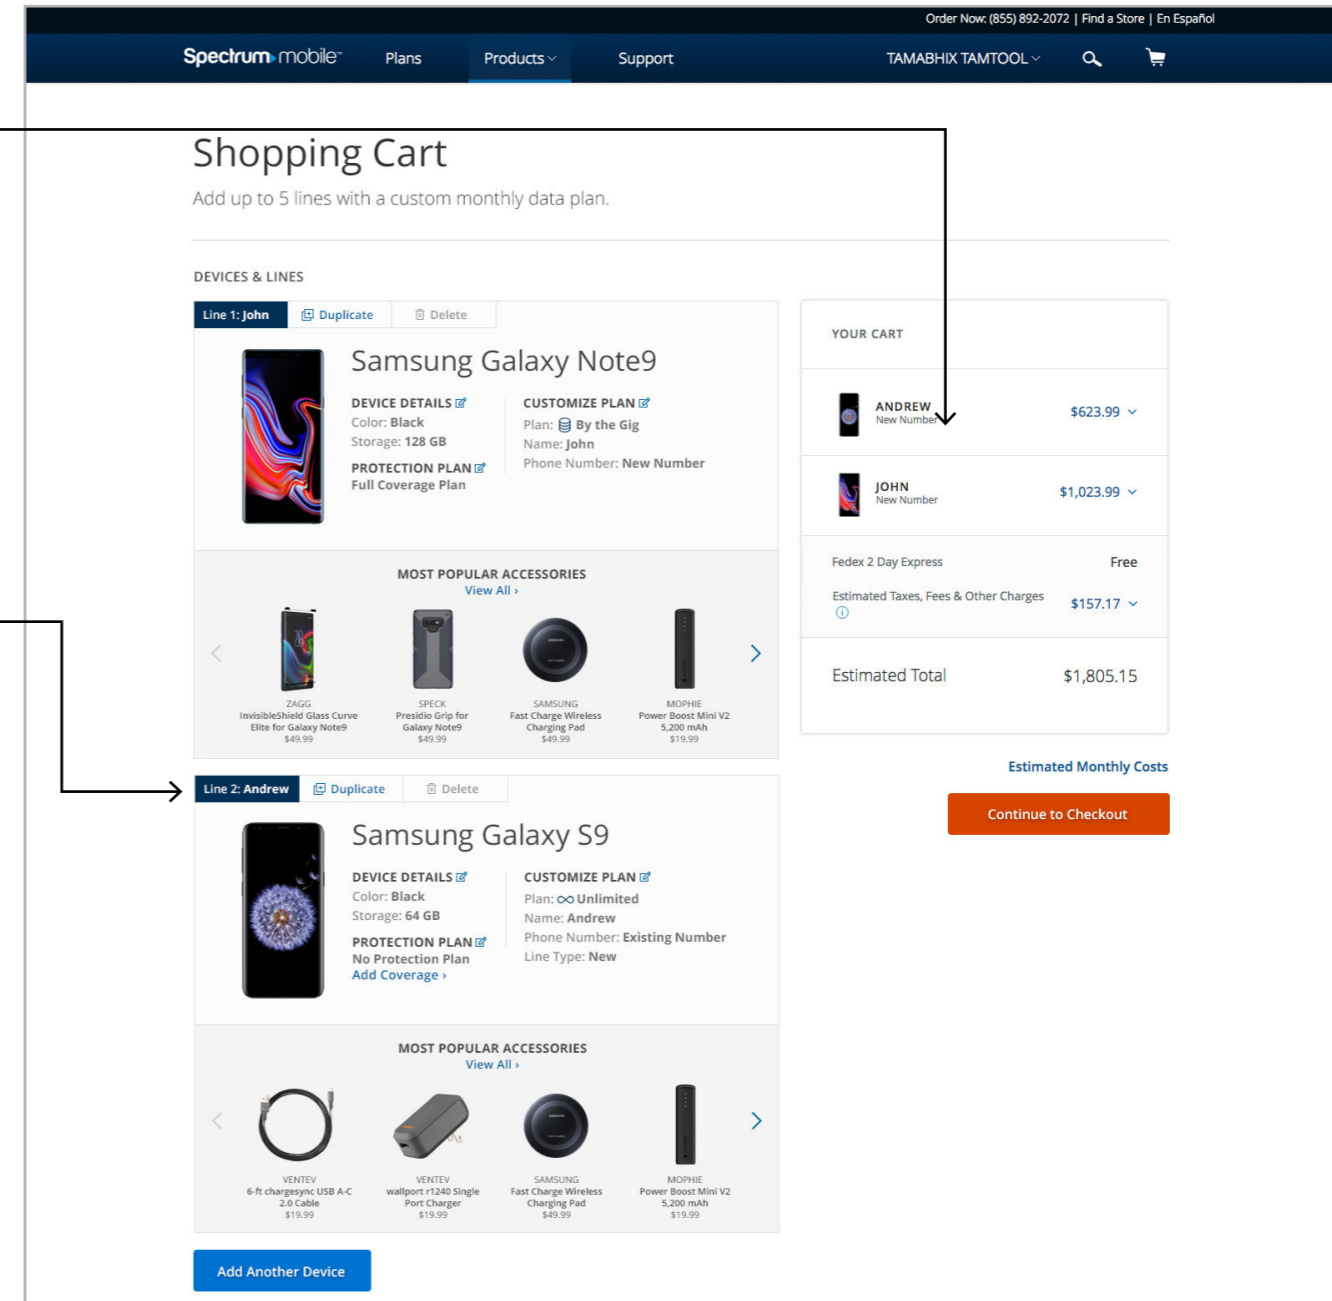 Order Now: (855) 892-2072 | Find a Store | En Español
Spectrum mobile Plans Products Support TAMABHIX TAMTOOL
Shopping Cart
Add up to 5 lines with a custom monthly data plan.
DEVICES & LINES
Line 1: John Duplicate Delete
Samsung Galaxy Note9
DEVICE DETAILS
Color: Black
Storage: 128 GB
PROTECTION PLAN
Full Coverage Plan
CUSTOMIZE PLAN
Plan: By the Gig
Name: John
Phone Number: New Number
MOST POPULAR ACCESSORIES
View All ›
ZAGG
InvisibleShield Glass Curve
Elite for Galaxy Note9
$49.99
SPECK
Presidio Grip for
Galaxy Note9
$49.99
SAMSUNG
Fast Charge Wireless
Charging Pad
$49.99
MOPHIE
Power Boost Mini V2
5,200 mAh
$19.99
Line 2: Andrew Duplicate Delete
Samsung Galaxy S9
DEVICE DETAILS
Color: Black
Storage: 64 GB
PROTECTION PLAN
No Protection Plan
Add Coverage ›
CUSTOMIZE PLAN
Plan: Unlimited
Name: Andrew
Phone Number: Existing Number
Line Type: New
MOST POPULAR ACCESSORIES
View All ›
VENTEV
6-ft chargesync USB A-C
2.0 Cable
$19.99
VENTEV
wallport r1240 Single
Port Charger
$19.99
SAMSUNG
Fast Charge Wireless
Charging Pad
$49.99
MOPHIE
Power Boost Mini V2
5,200 mAh
$19.99
Add Another Device
YOUR CART
ANDREW
New Number
$623.99
JOHN
New Number
$1,023.99
Fedex 2 Day Express Free
Estimated Taxes, Fees & Other Charges $157.17
Estimated Total $1,805.15
Estimated Monthly Costs
Continue to Checkout